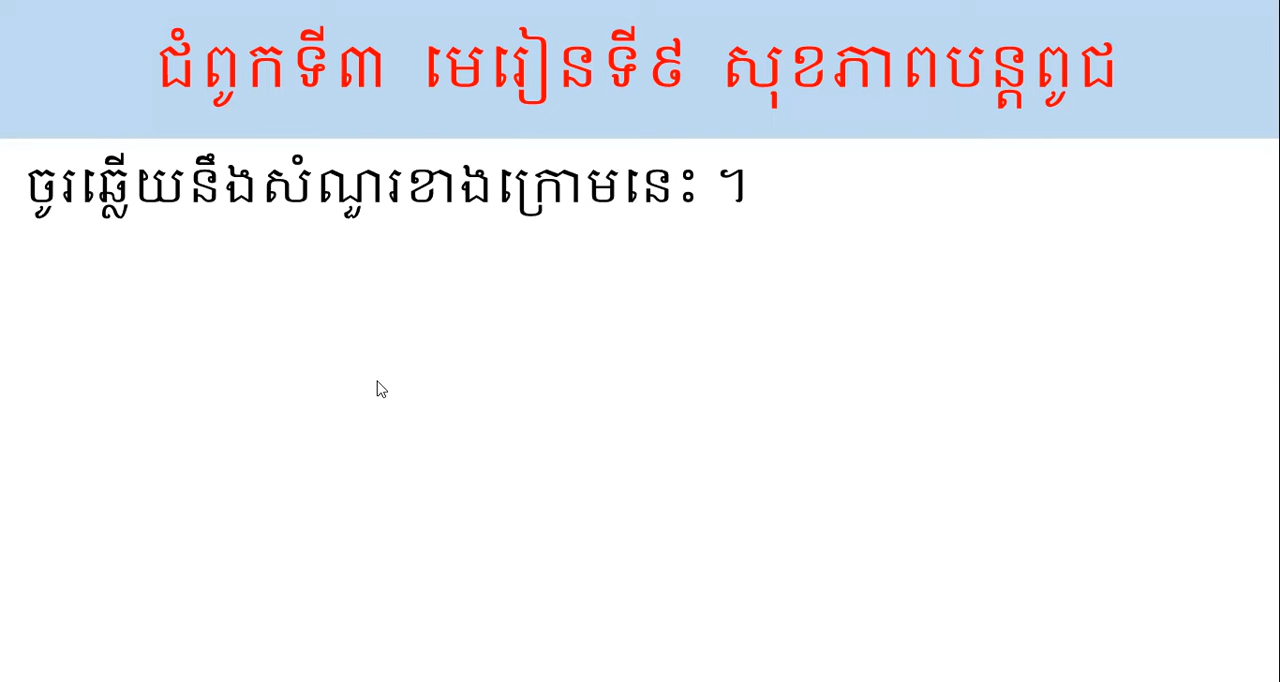 ជំពូកទី៣ មេរៀនទី៩ សុខភាពបន្តពូជ
ចូរឆ្លើយនឹងសំណួរខាងក្រោមនេះ ។